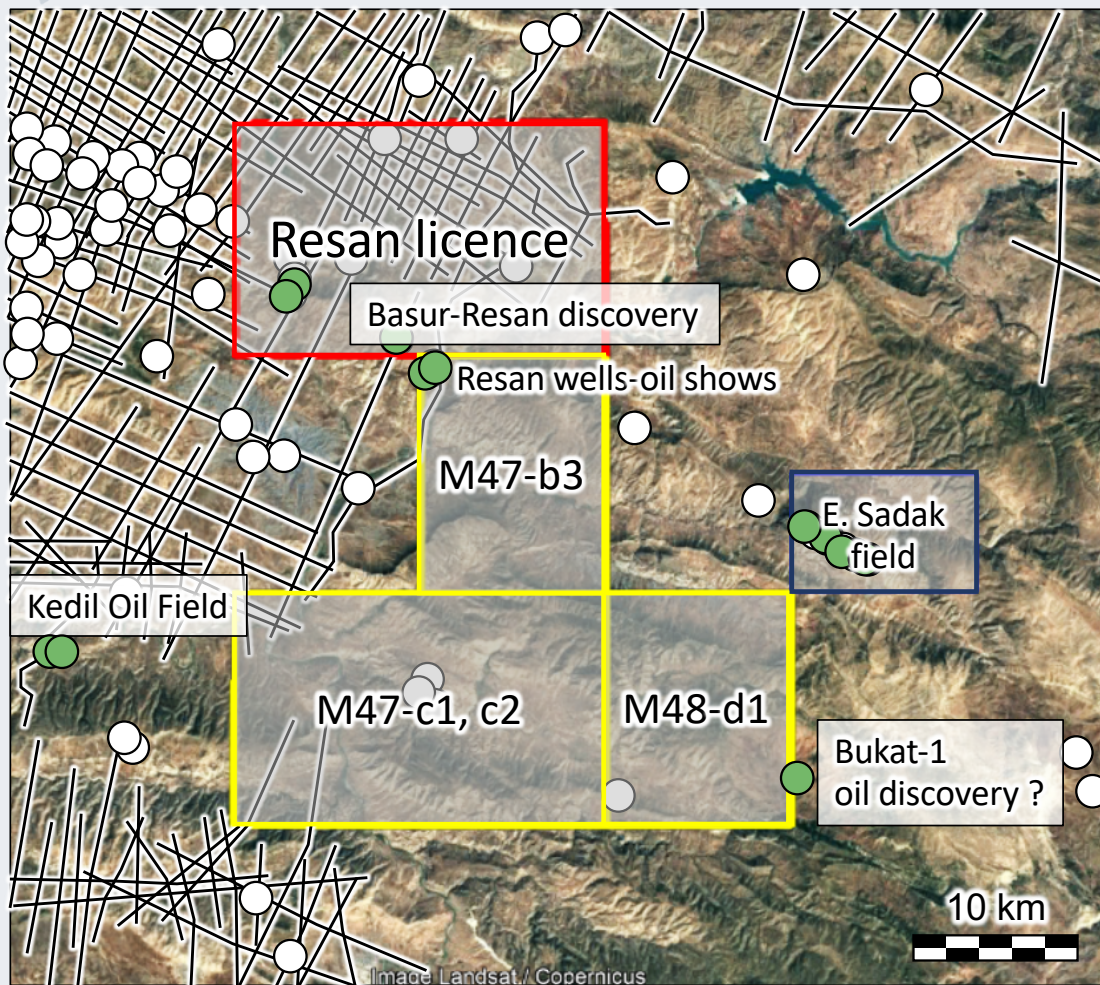 Resan licence
Basur-Resan discovery
Resan wells-oil shows
M47-b3
E. Sadak
field
Kedil Oil Field
M47-c1, c2
M48-d1
Bukat-1
oil discovery ?
10 km
Image Landsat / Copernicus